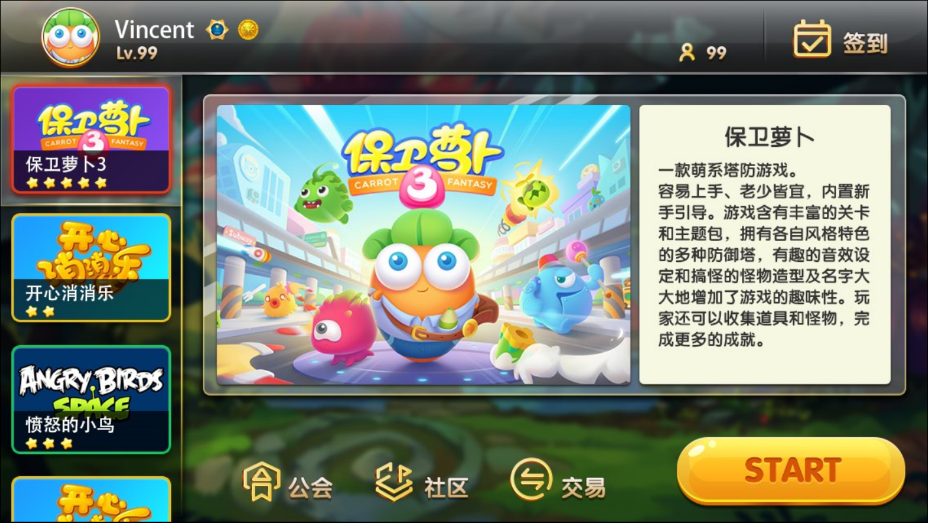 Vincent
Lv.99
99
签到
保卫萝卜
CARROT 3 FANTASY
保卫萝卜3
开心
消消乐
开心消消乐
ANGRY BIRDS
SPACE
愤怒的小鸟
开心
保卫萝卜
CARROT 3 FANTASY
保卫萝卜
一款萌系塔防游戏。
容易上手、老少皆宜，内置新
手引导。游戏含有丰富的关卡
和主题包，拥有各自风格特色
的多种防御塔，有趣的音效设
定和搞怪的怪物造型及名字大
大地增加了游戏的趣味性。玩
家还可以收集道具和怪物，完
成更多的成就。
公会
社区
交易
START